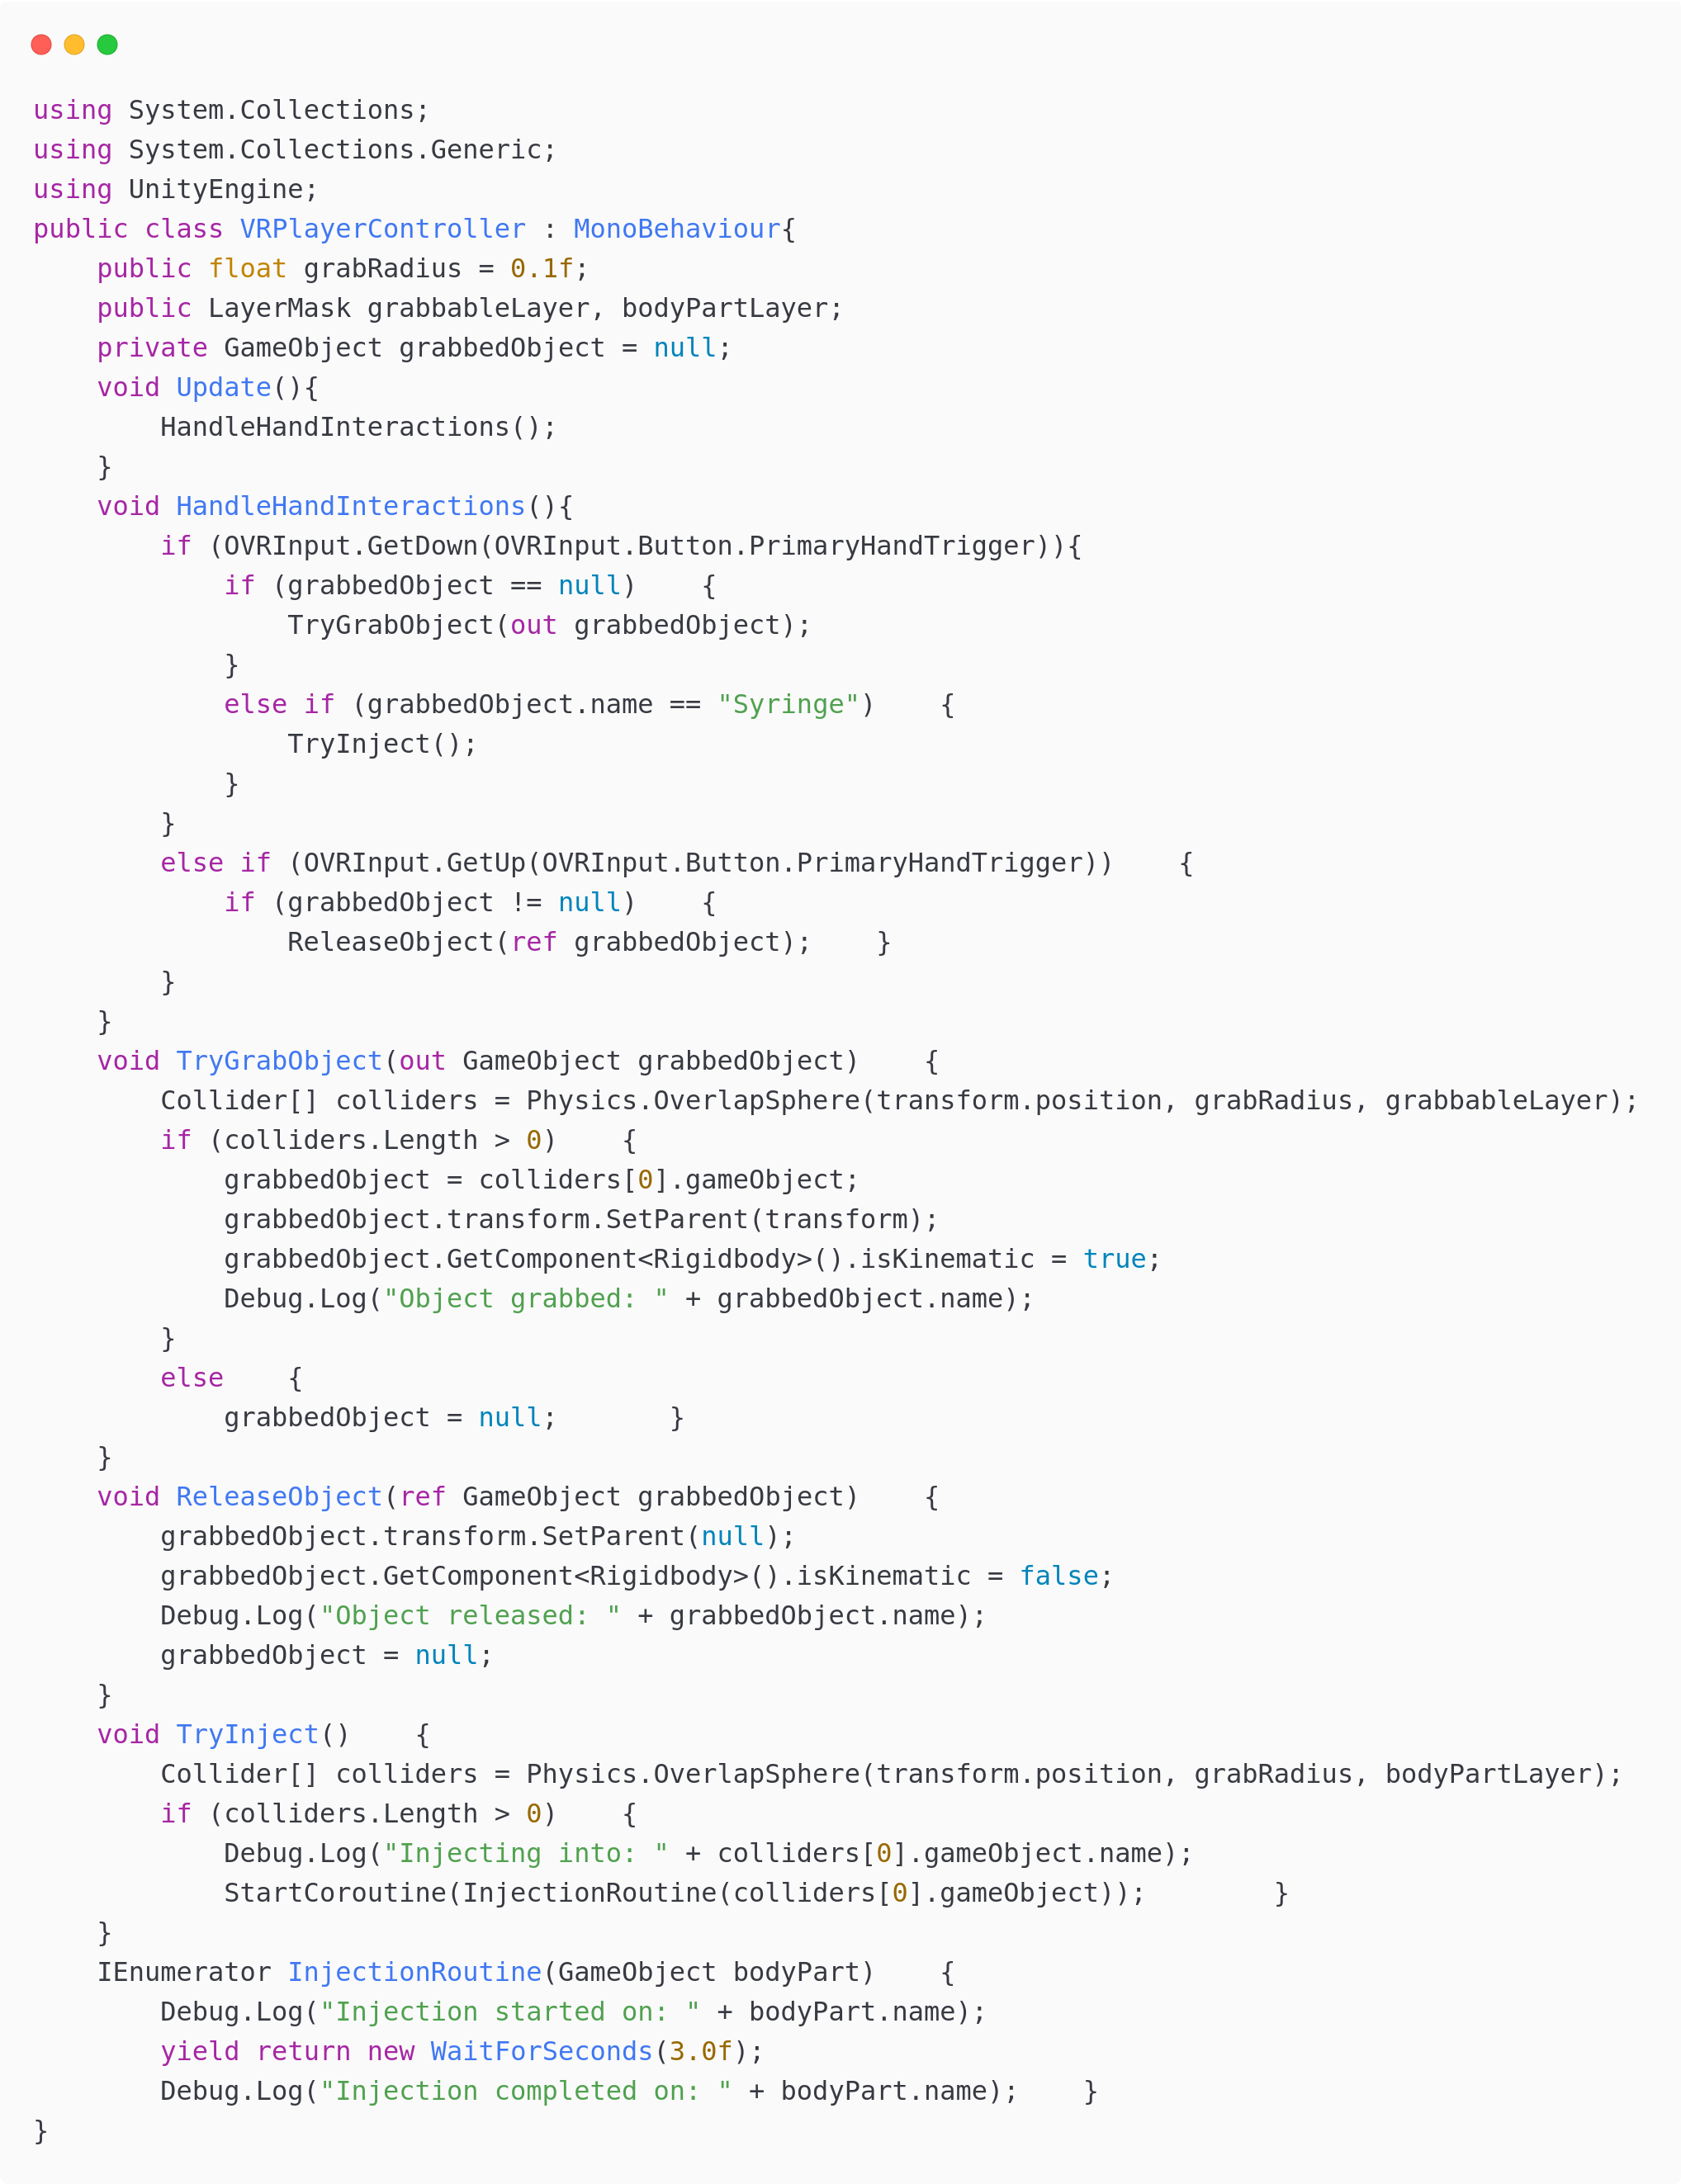 using System.Collections;
using System.Collections.Generic;
using UnityEngine;
public class VRPlayerController : MonoBehaviour{
    public float grabRadius = 0.1f;
    public LayerMask grabbableLayer, bodyPartLayer;
    private GameObject grabbedObject = null;
    void Update(){
        HandleHandInteractions();
    }
    void HandleHandInteractions(){
        if (OVRInput.GetDown(OVRInput.Button.PrimaryHandTrigger)){
            if (grabbedObject == null)    {
                TryGrabObject(out grabbedObject);
            }
            else if (grabbedObject.name == "Syringe")    {
                TryInject();
            }
        }
        else if (OVRInput.GetUp(OVRInput.Button.PrimaryHandTrigger))    {
            if (grabbedObject != null)    {
                ReleaseObject(ref grabbedObject);    }
        }
    }
    void TryGrabObject(out GameObject grabbedObject)    {
        Collider[] colliders = Physics.OverlapSphere(transform.position, grabRadius, grabbableLayer);
        if (colliders.Length > 0)    {
            grabbedObject = colliders[0].gameObject;
            grabbedObject.transform.SetParent(transform);
            grabbedObject.GetComponent<Rigidbody>().isKinematic = true;
            Debug.Log("Object grabbed: " + grabbedObject.name);
        }
        else    {
            grabbedObject = null;       }
    }
    void ReleaseObject(ref GameObject grabbedObject)    {
        grabbedObject.transform.SetParent(null);
        grabbedObject.GetComponent<Rigidbody>().isKinematic = false;
        Debug.Log("Object released: " + grabbedObject.name);
        grabbedObject = null;
    }
    void TryInject()    {
        Collider[] colliders = Physics.OverlapSphere(transform.position, grabRadius, bodyPartLayer);
        if (colliders.Length > 0)    {
            Debug.Log("Injecting into: " + colliders[0].gameObject.name);
            StartCoroutine(InjectionRoutine(colliders[0].gameObject));        }
    }
    IEnumerator InjectionRoutine(GameObject bodyPart)    {
        Debug.Log("Injection started on: " + bodyPart.name);
        yield return new WaitForSeconds(3.0f);
        Debug.Log("Injection completed on: " + bodyPart.name);    }
}